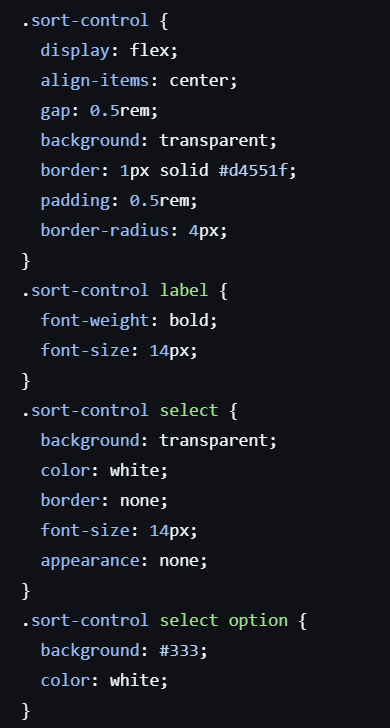 .sort-control {
  display: flex;
  align-items: center;
  gap: 0.5rem;
  background: transparent;
  border: 1px solid #d4551f;
  padding: 0.5rem;
  border-radius: 4px;
}
.sort-control label {
  font-weight: bold;
  font-size: 14px;
}
.sort-control select {
  background: transparent;
  color: white;
  border: none;
  font-size: 14px;
  appearance: none;
}
.sort-control select option {
  background: #333;
  color: white;
}